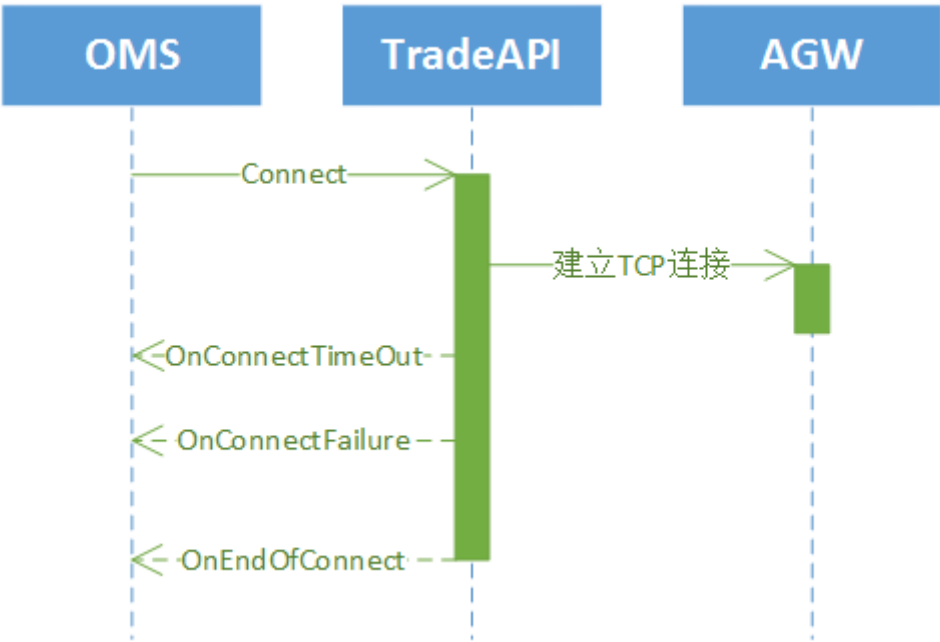 OMS
TradeAPI
AGW
Connect
建立TCP连接
OnConnectTimeOut
OnConnectFailure
OnEndOfConnect